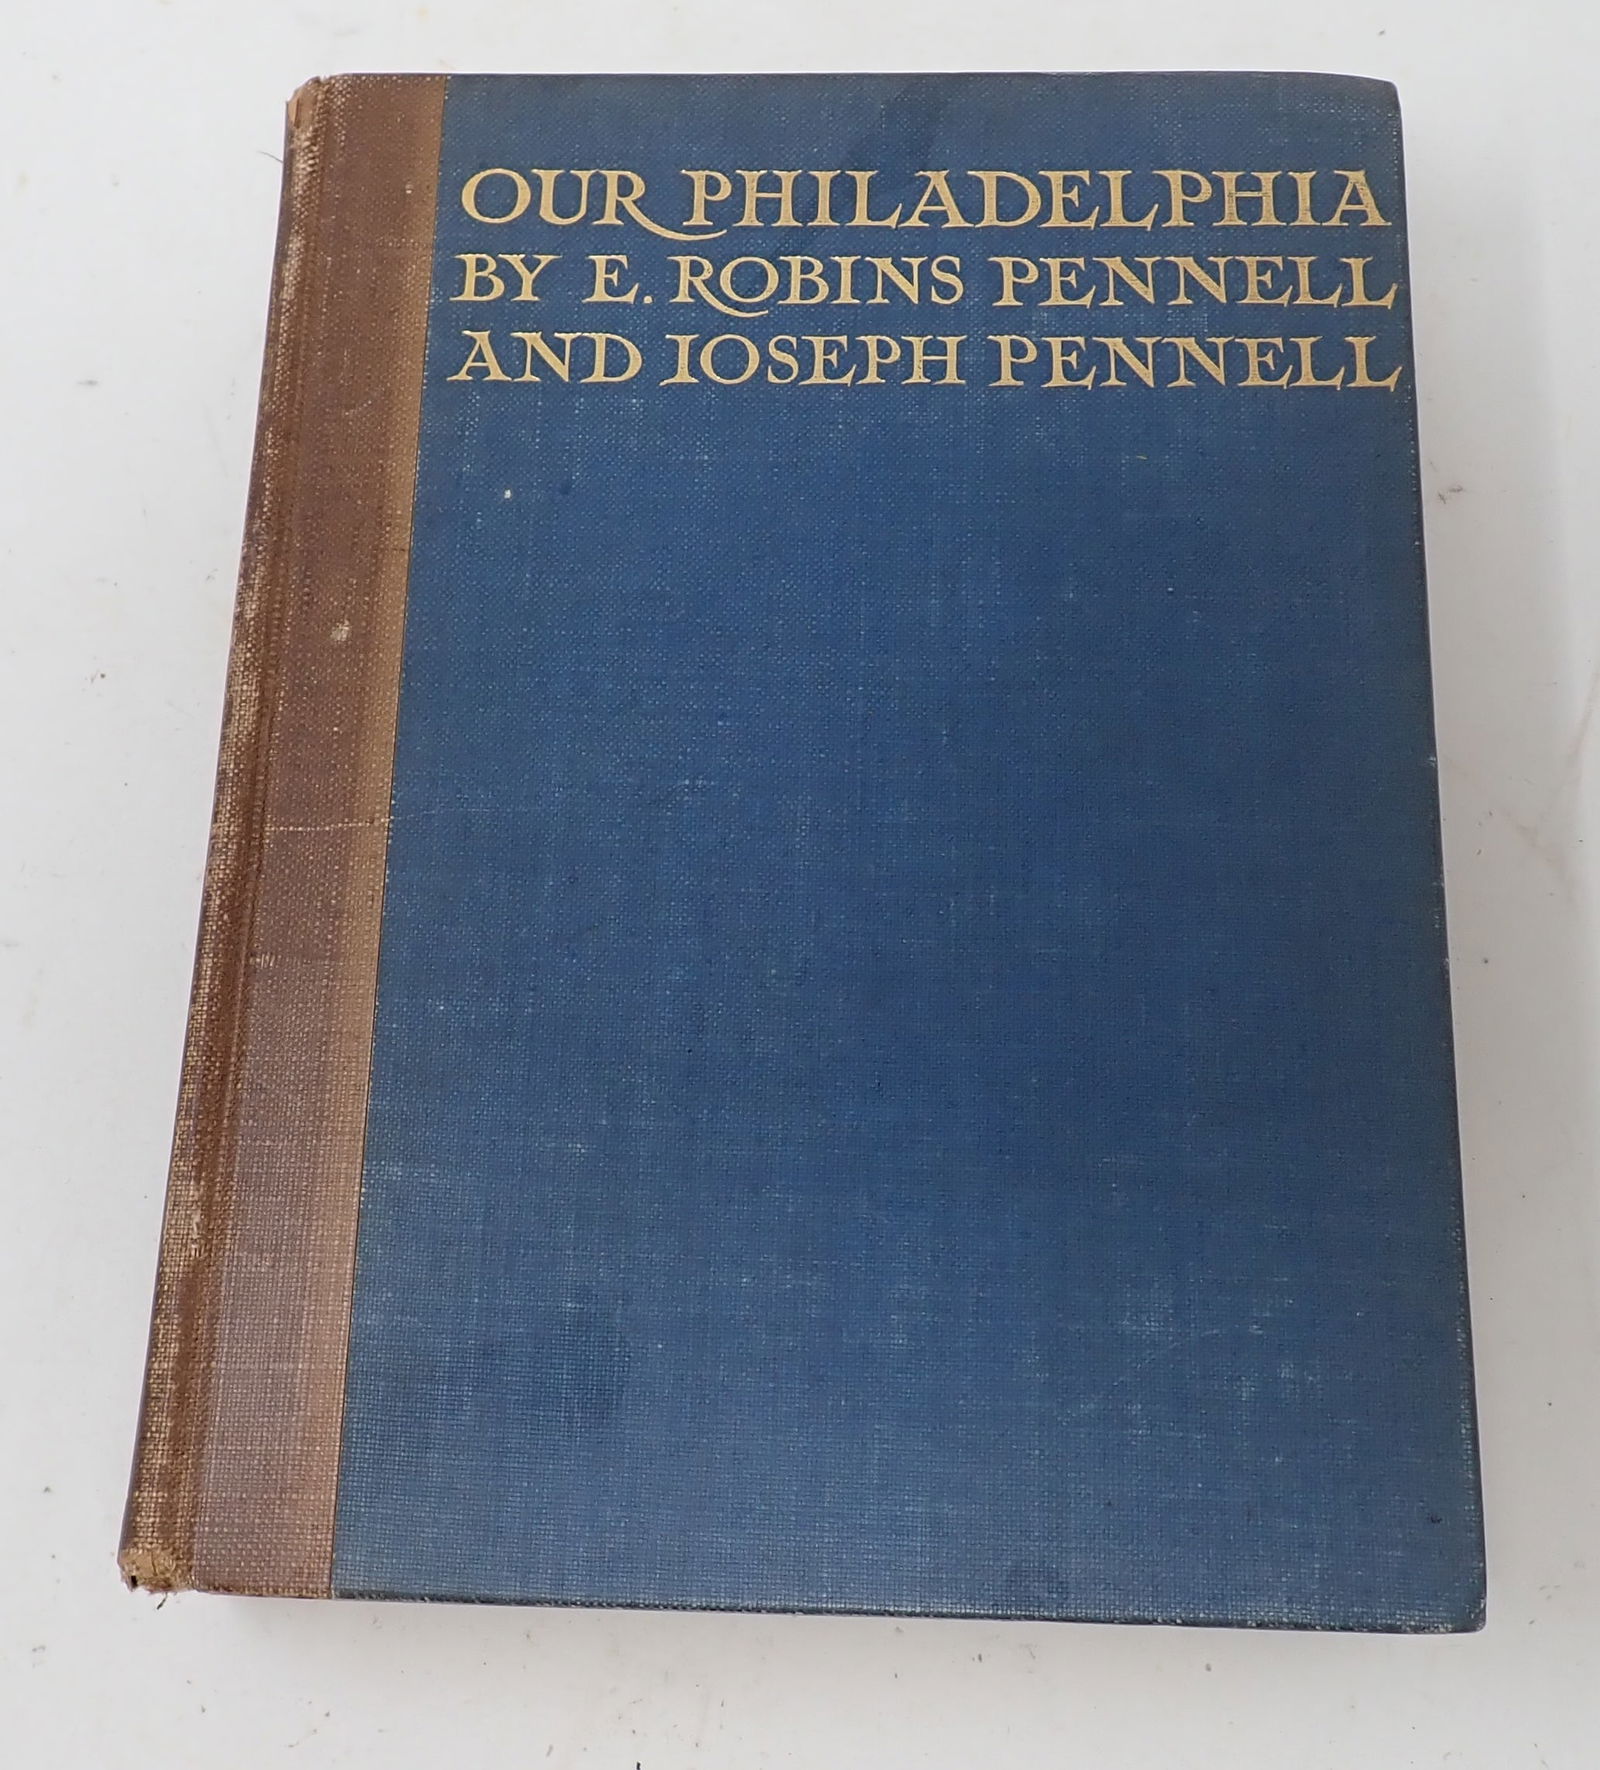 OUR PHILADELPHIA
BY E. ROBINS PENNELL
AND IOSEPH PENNELL